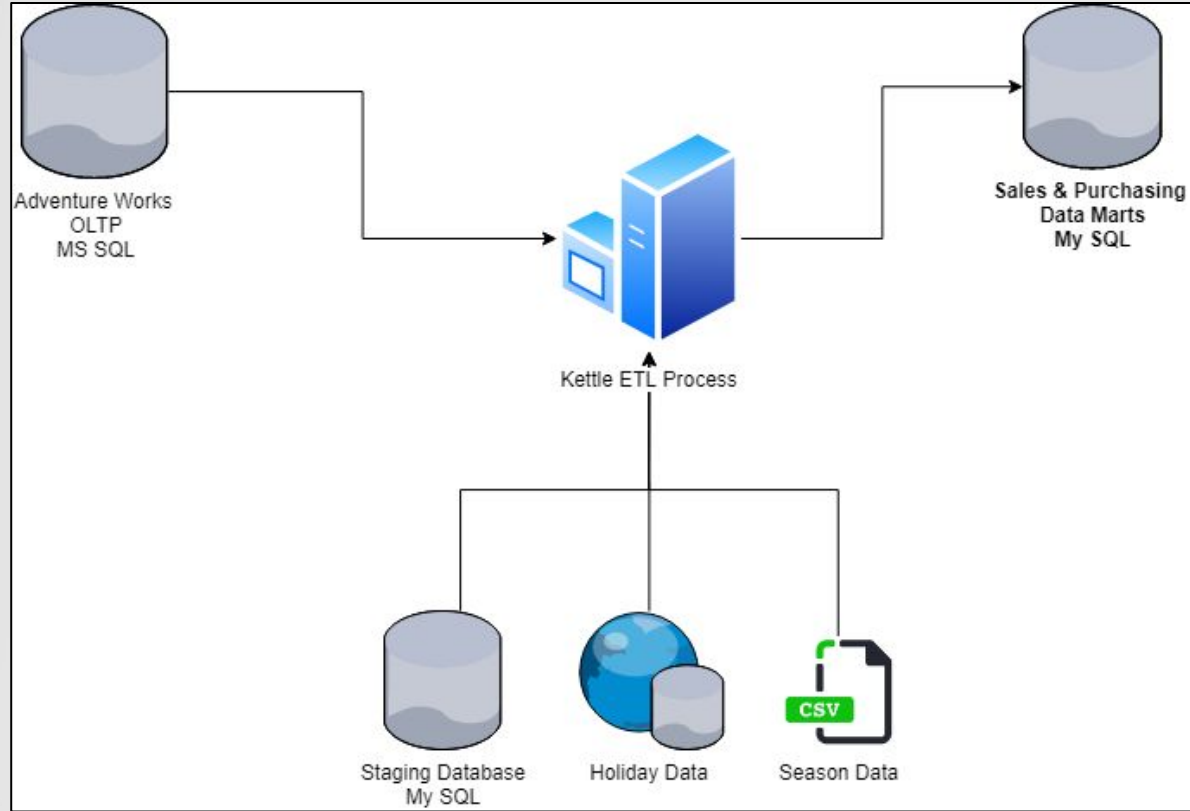 Adventure Works
OLTP
MS SQL
Sales & Purchasing
Data Marts
My SQL
Kettle ETL Process
Staging Database
My SQL
Holiday Data
CSV
Season Data